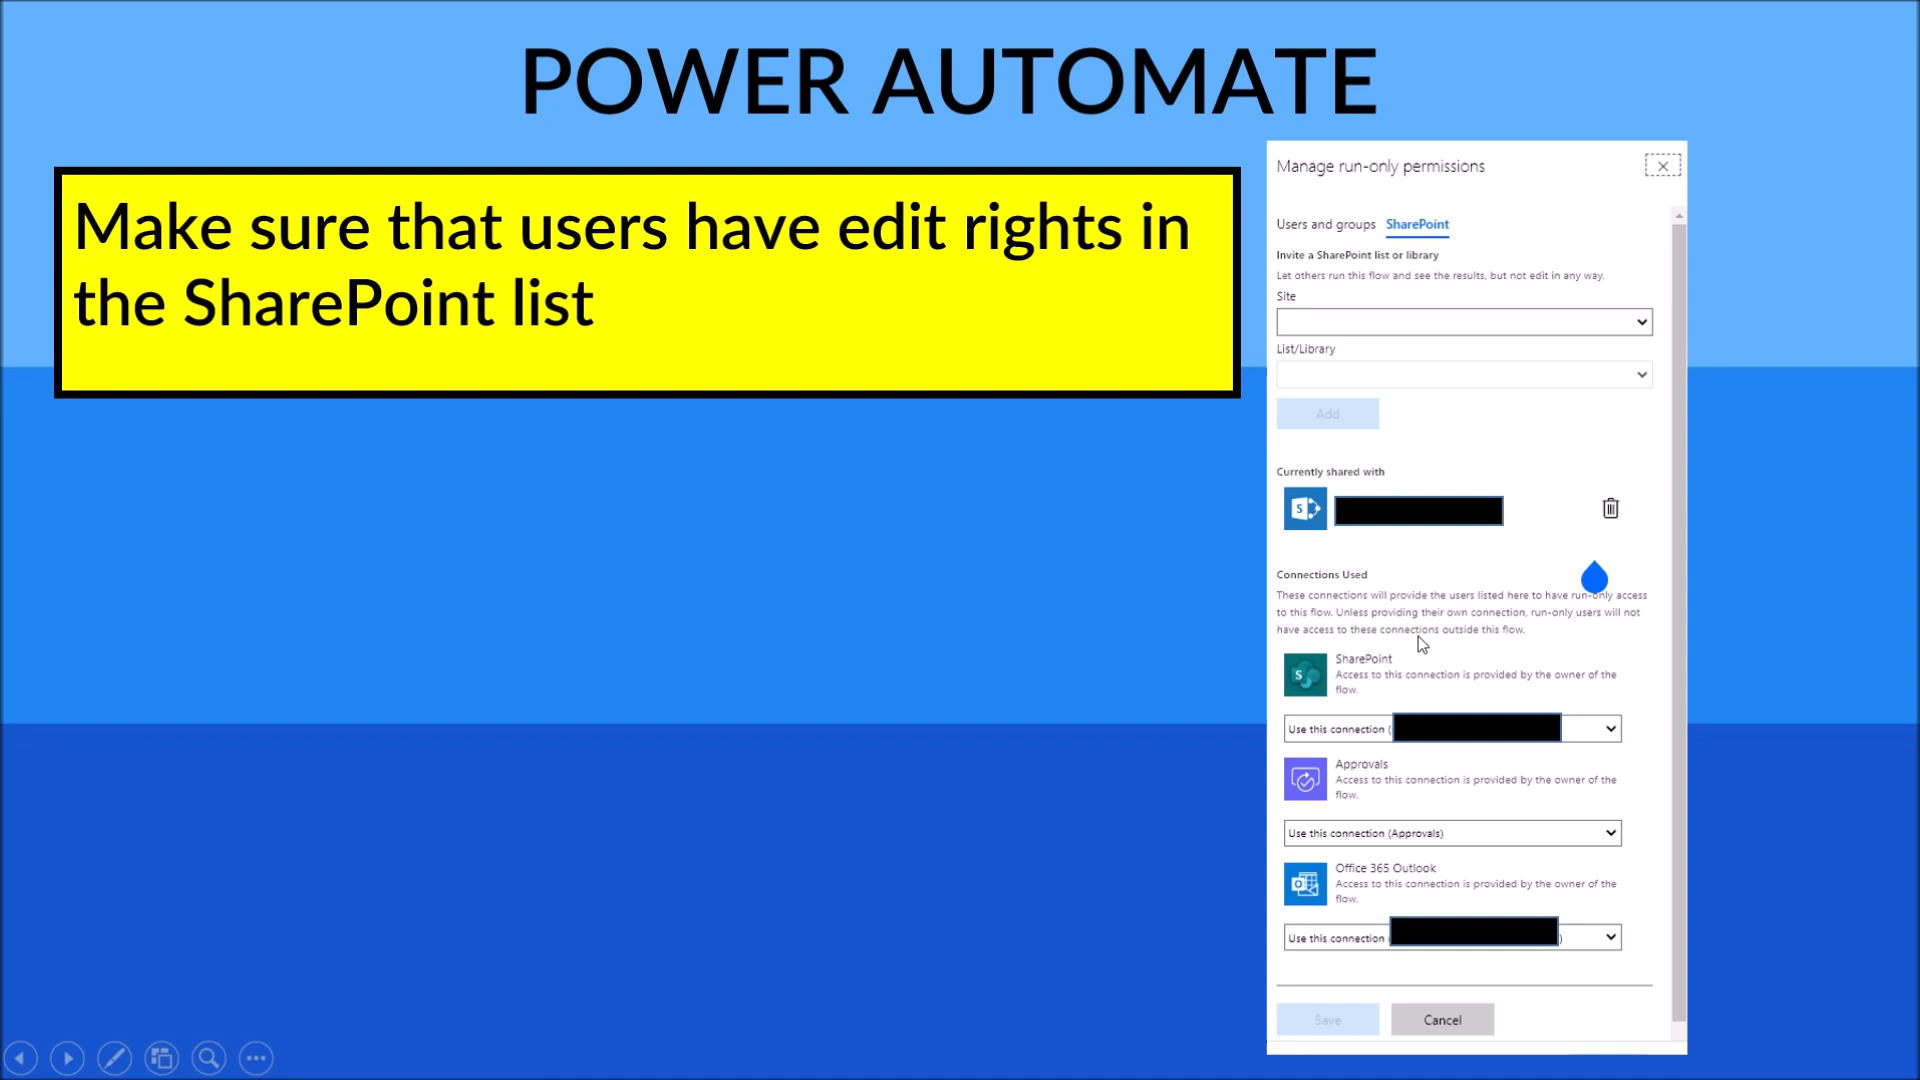 POWER AUTOMATE
Make sure that users have edit rights in
the SharePoint list
Manage run-only permissions
Users and groups SharePoint
Invite a SharePoint list or library
Let others run this flow and see the results, but not edit in any way.
Site
List/Library
Add
Currently shared with
S
Connections Used
These connections will provide the users listed here to have run-only access
to this flow. Unless providing their own connection, run-only users will not
have access to these connections outside this flow.
S
SharePoint
Access to this connection is provided by the owner of the
flow.
Use this connection (
Approvals
Access to this connection is provided by the owner of the
flow.
Use this connection (Approvals)
Office 365 Outlook
Access to this connection is provided by the owner of the
flow.
Use this connection )
Save Cancel